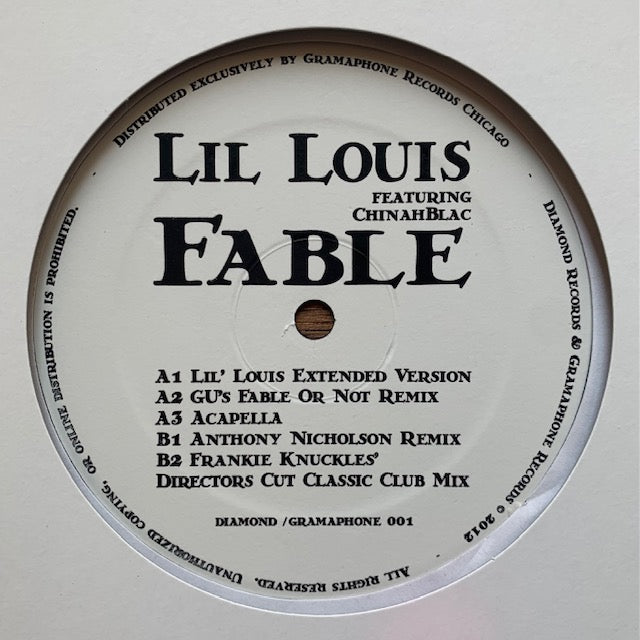 Distributed exclusively by Gramaphone Records Chicago
Lil Louis
featuring
ChinahBlac
Fable
A1 Lil' Louis Extended Version
A2 GU's Fable Or Not Remix
A3 Acapella
B1 Anthony Nicholson Remix
B2 Frankie Knuckles'
Directors Cut Classic Club Mix
diamond /gramaphone 001
Diamond Records & Gramaphone Records © 2012
All rights reserved. Unauthorized copying, or online distribution is prohibited.